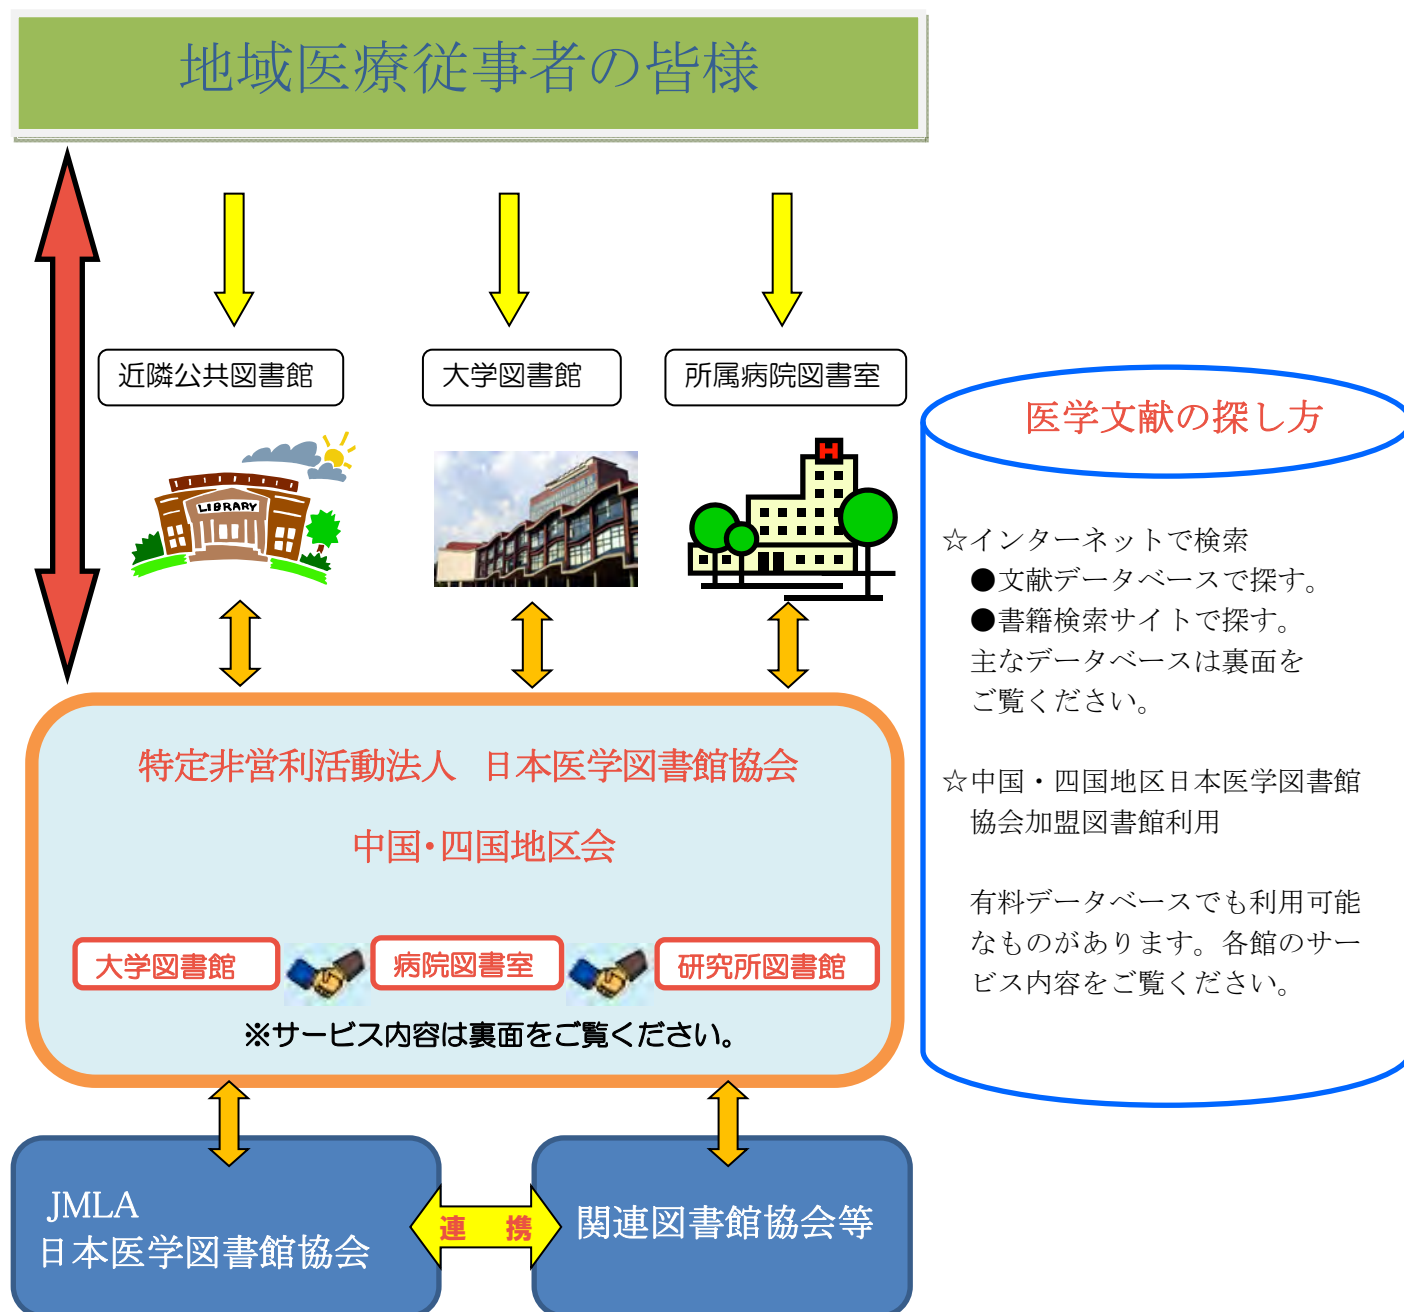 地域医療従事者の皆様
近隣公共図書館
大学図書館
所属病院図書室
LIBRARY
H
特定非営利活動法人 日本医学図書館協会
中国・四国地区会
大学図書館
病院図書室
研究所図書館
※サービス内容は裏面をご覧ください。
JMLA
日本医学図書館協会
連 携
関連図書館協会等
医学文献の探し方
☆インターネットで検索
●文献データベースで探す。
●書籍検索サイトで探す。
主なデータベースは裏面を
ご覧ください。
☆中国・四国地区日本医学図書館
協会加盟図書館利用
有料データベースでも利用可能
なものがあります。各館のサー
ビス内容をご覧ください。